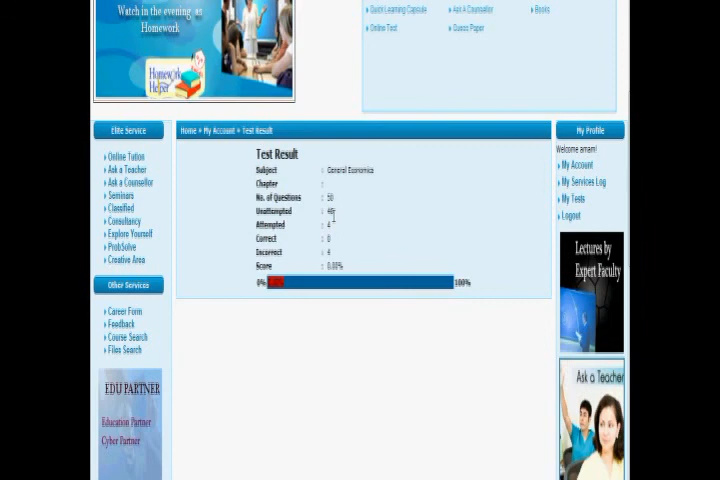 Watch in the evening as
Homework
Homework
Helper
Quick Learning Capsule
Ask A Counsellor
Books
Online Test
Guess Paper
Elite Service
Online Tution
Ask a Teacher
Ask a Counsellor
Seminars
Classified
Consultancy
Explore Yourself
ProbSolve
Creative Area
Other Services
Career Form
Feedback
Course Search
Files Search
EDU PARTNER
Education Partner
Cyber Partner
Home » My Account » Test Result
Test Result
Subject : General Economics
Chapter :
No. of Questions : 50
Unattempted : 46
Attempted : 4
Correct : 0
Incorrect : 4
Score : 0.00%
0% 100%
My Profile
Welcome amam!
My Account
My Services Log
My Tests
Logout
Lectures by
Expert Faculty
Ask a Teacher